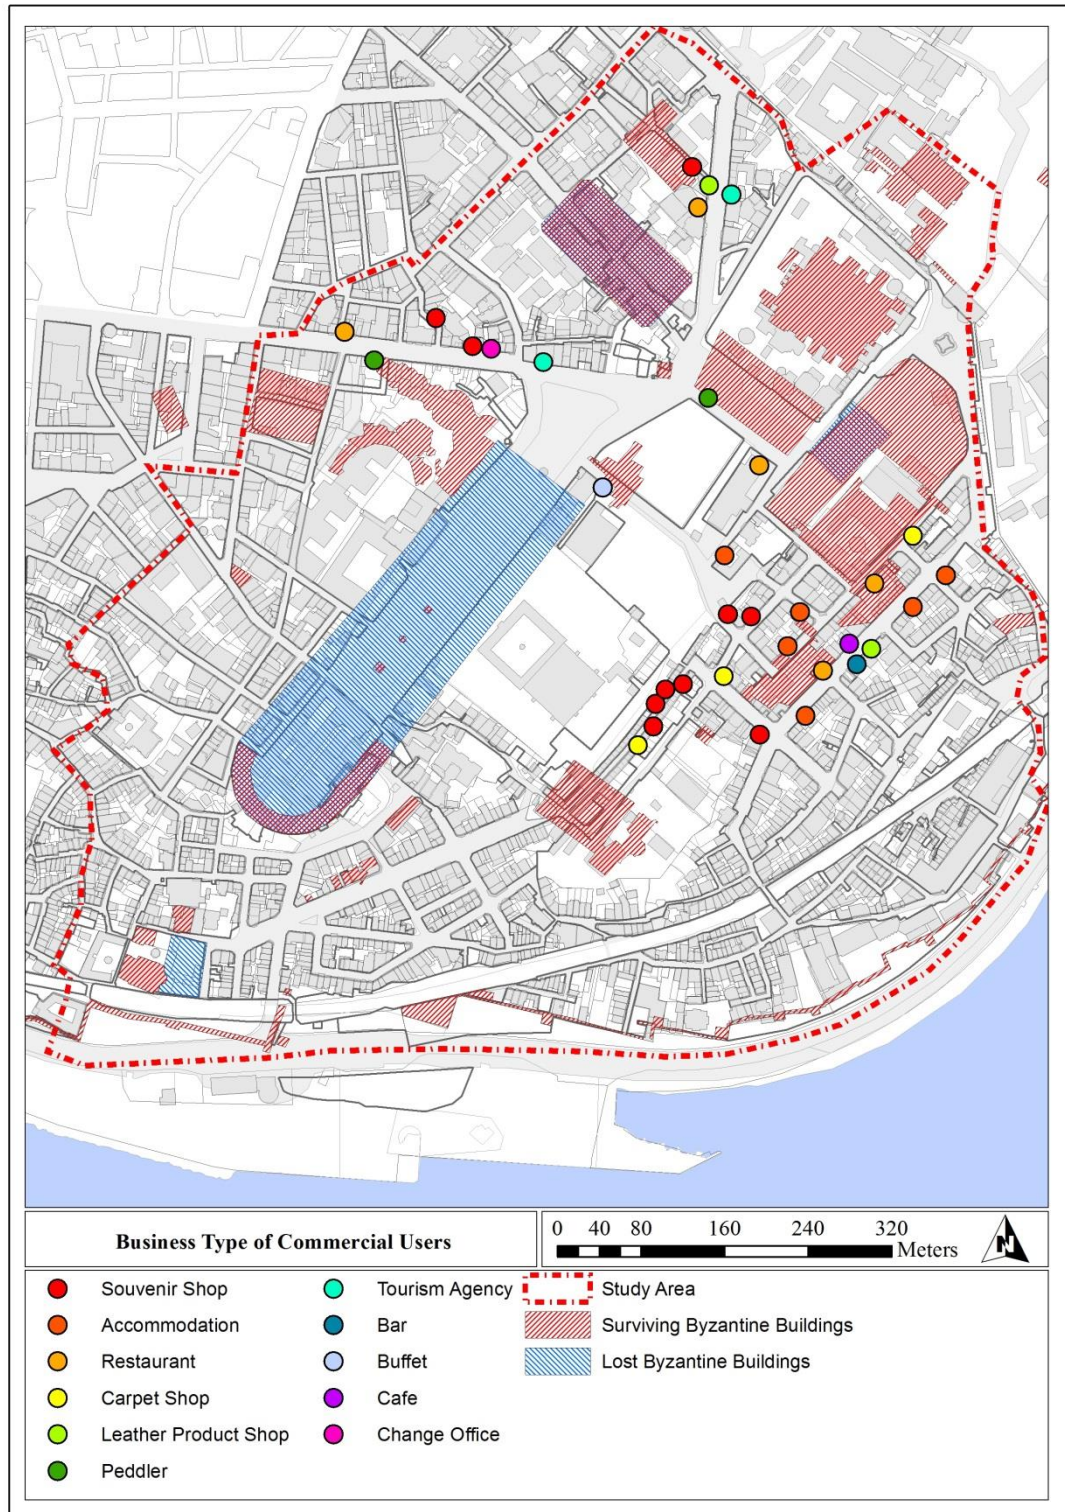 Business Type of Commercial Users
0 40 80 160 240 320
Meters
N
Souvenir Shop
Accommodation
Restaurant
Carpet Shop
Leather Product Shop
Peddler
Tourism Agency
Bar
Buffet
Cafe
Change Office
Study Area
Surviving Byzantine Buildings
Lost Byzantine Buildings